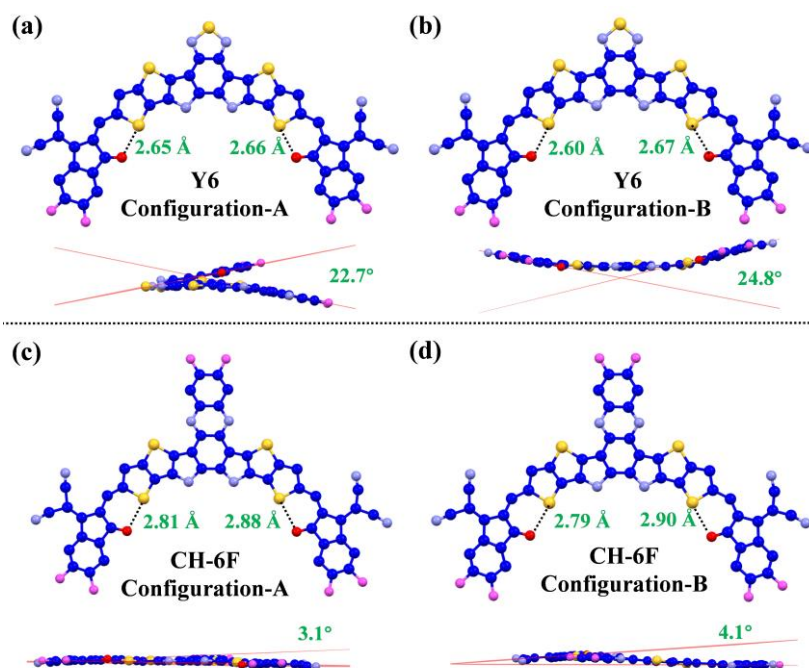 (a)
2.65 Å 2.66 Å
Y6
Configuration-A
22.7°
(b)
2.60 Å 2.67 Å
Y6
Configuration-B
24.8°
(c)
2.81 Å 2.88 Å
CH-6F
Configuration-A
3.1°
(d)
2.79 Å 2.90 Å
CH-6F
Configuration-B
4.1°